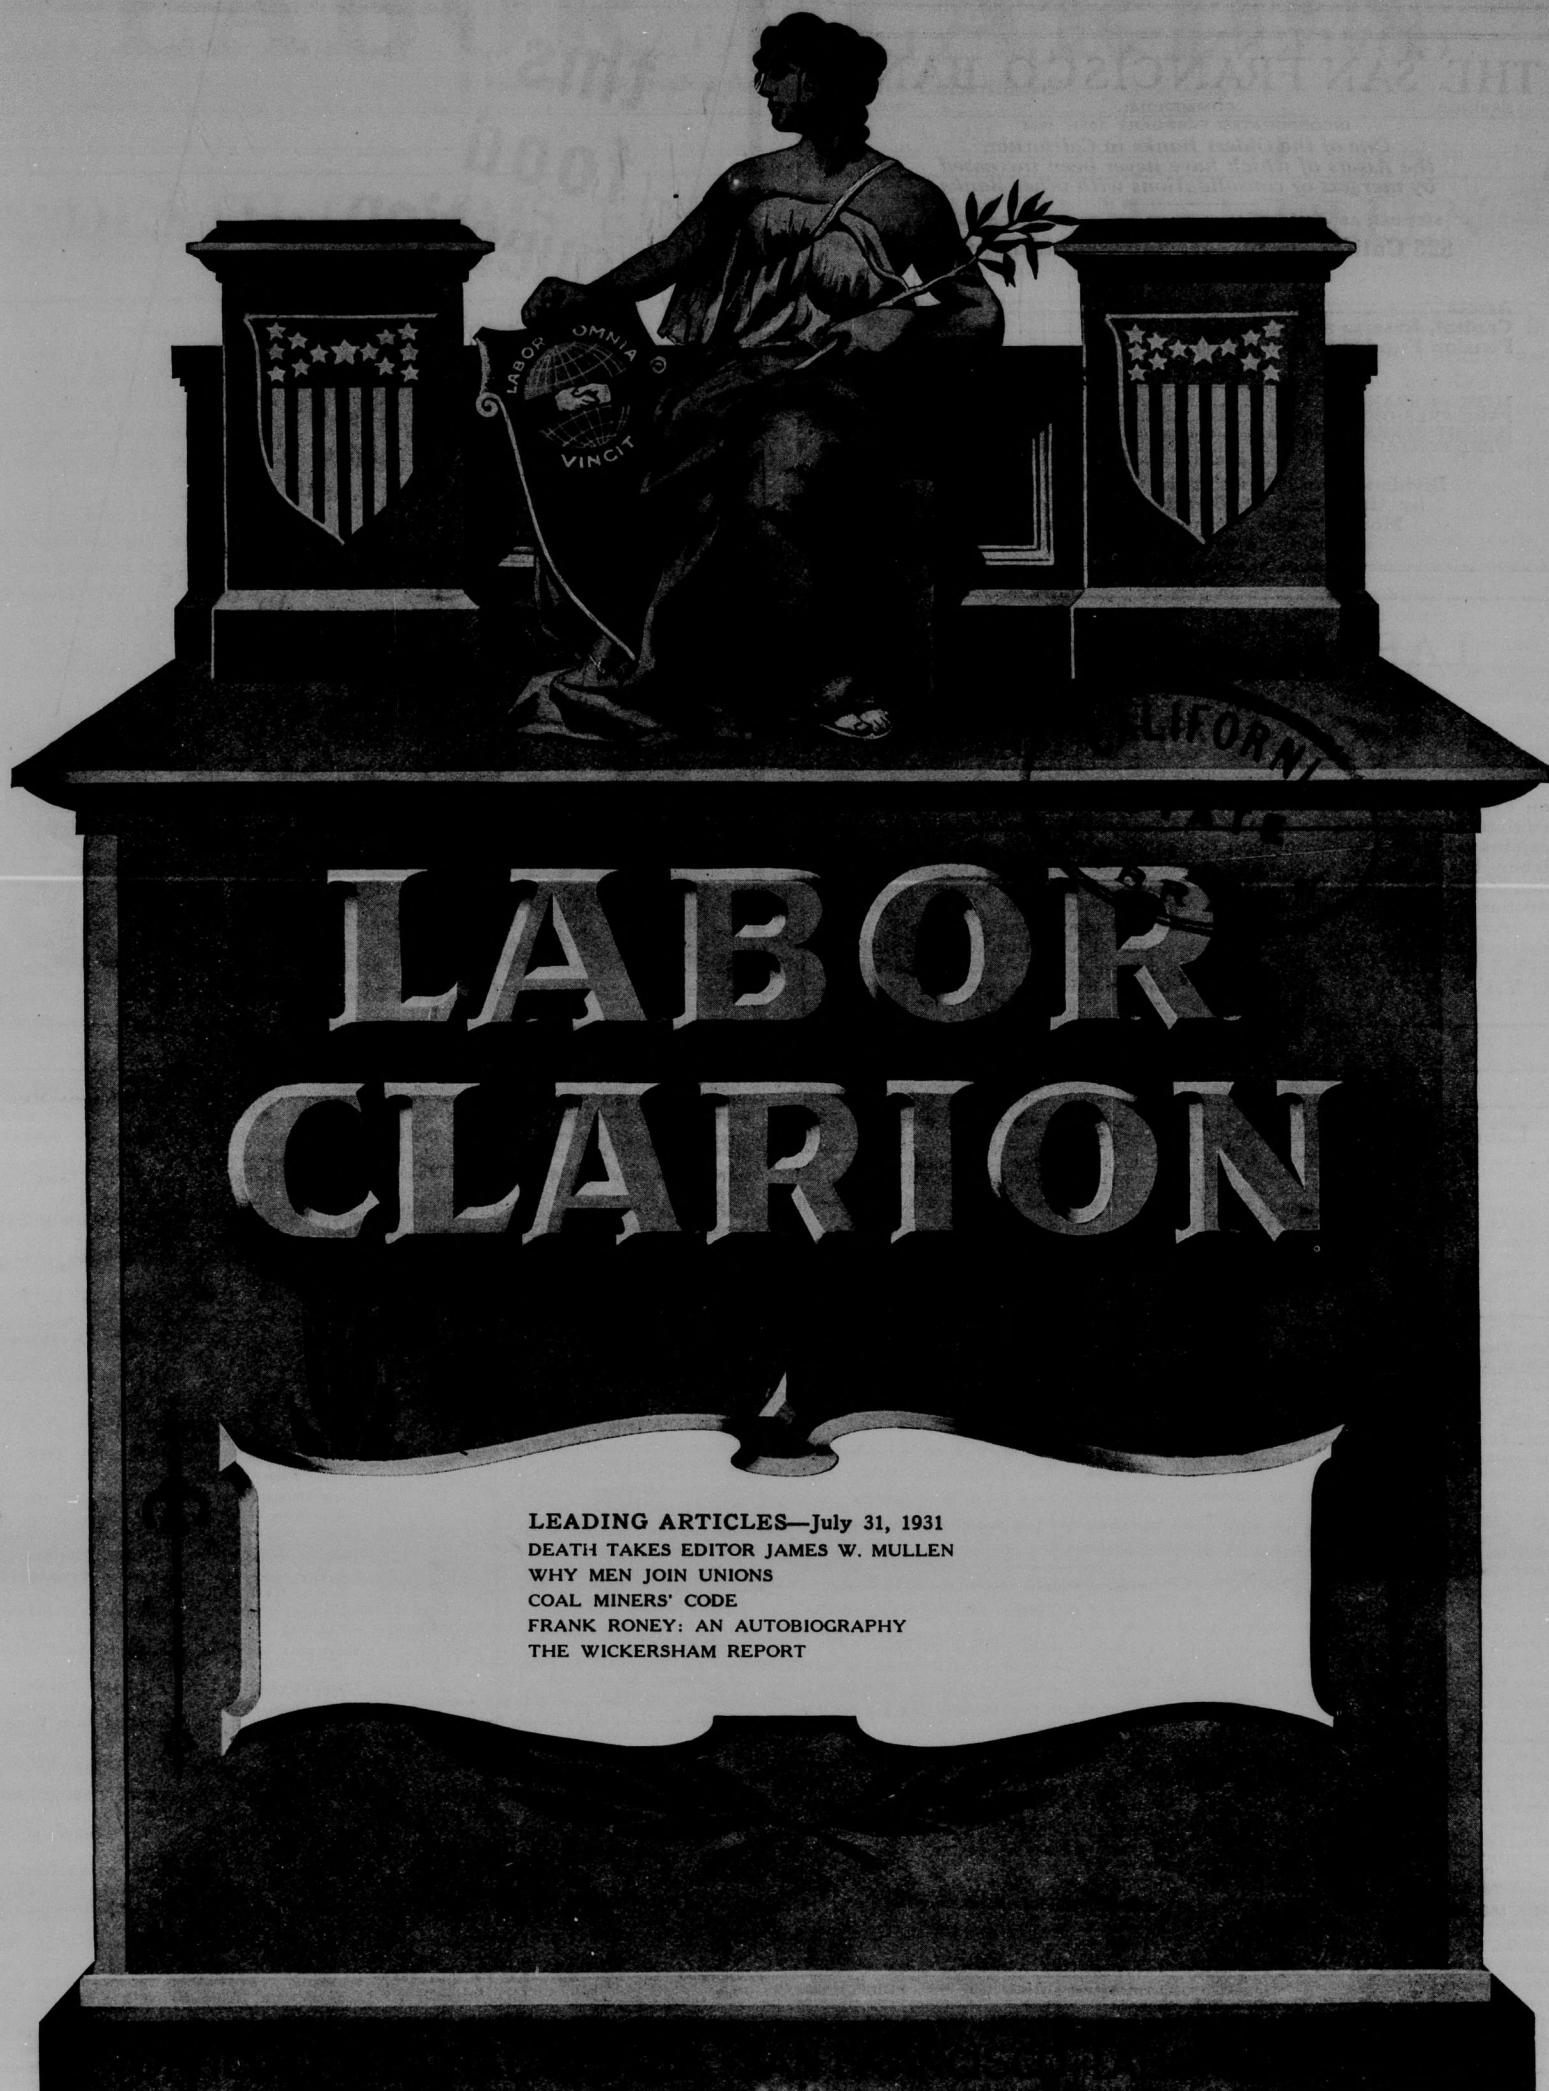 LABOR OMNIA
VINCIT
LABOR
CLARION
LEADING ARTICLES—July 31, 1931
DEATH TAKES EDITOR JAMES W. MULLEN
WHY MEN JOIN UNIONS
COAL MINERS' CODE
FRANK RONEY: AN AUTOBIOGRAPHY
THE WICKERSHAM REPORT